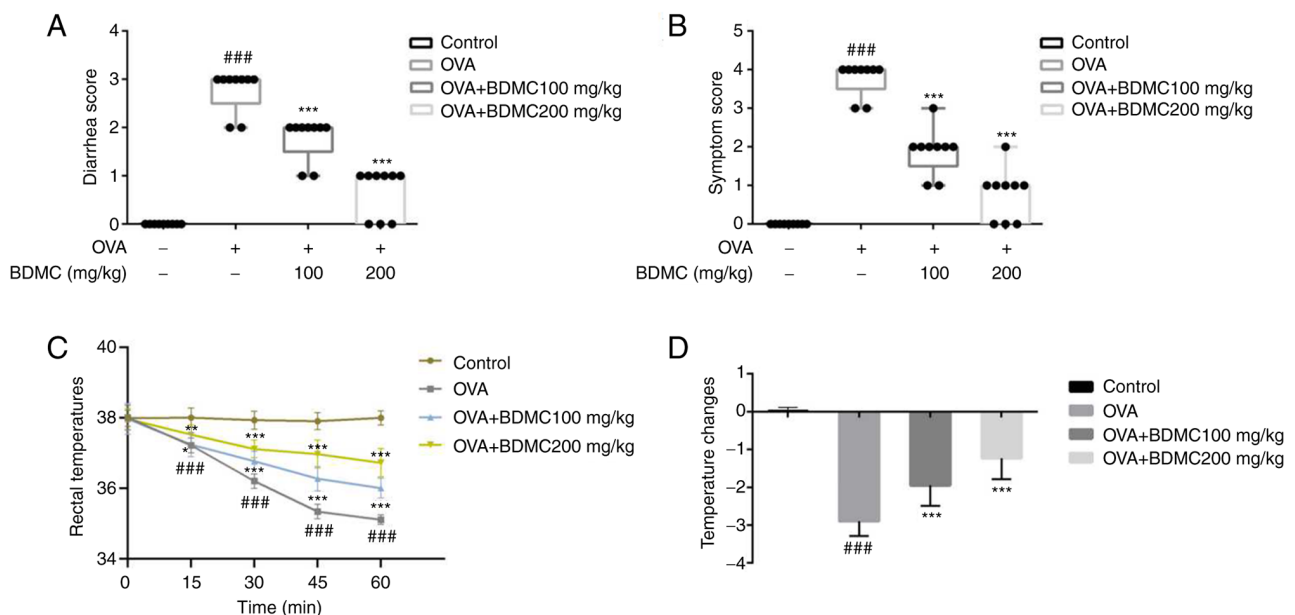 A
4
3
2
1
0
Diarrhea score
###
***
***
Control
OVA
OVA+BDMC100 mg/kg
OVA+BDMC200 mg/kg
OVA – + + +
BDMC (mg/kg) – – 100 200
B
5
4
3
2
1
0
Symptom score
###
***
***
Control
OVA
OVA+BDMC100 mg/kg
OVA+BDMC200 mg/kg
OVA – + + +
BDMC (mg/kg) – – 100 200
C
40
38
36
34
Rectal temperatures
** *** *** ***
* *** *** ***
### ### ### ###
0 15 30 45 60
Time (min)
Control
OVA
OVA+BDMC100 mg/kg
OVA+BDMC200 mg/kg
D
1
0
–1
–2
–3
–4
Temperature changes
###
***
***
Control
OVA
OVA+BDMC100 mg/kg
OVA+BDMC200 mg/kg